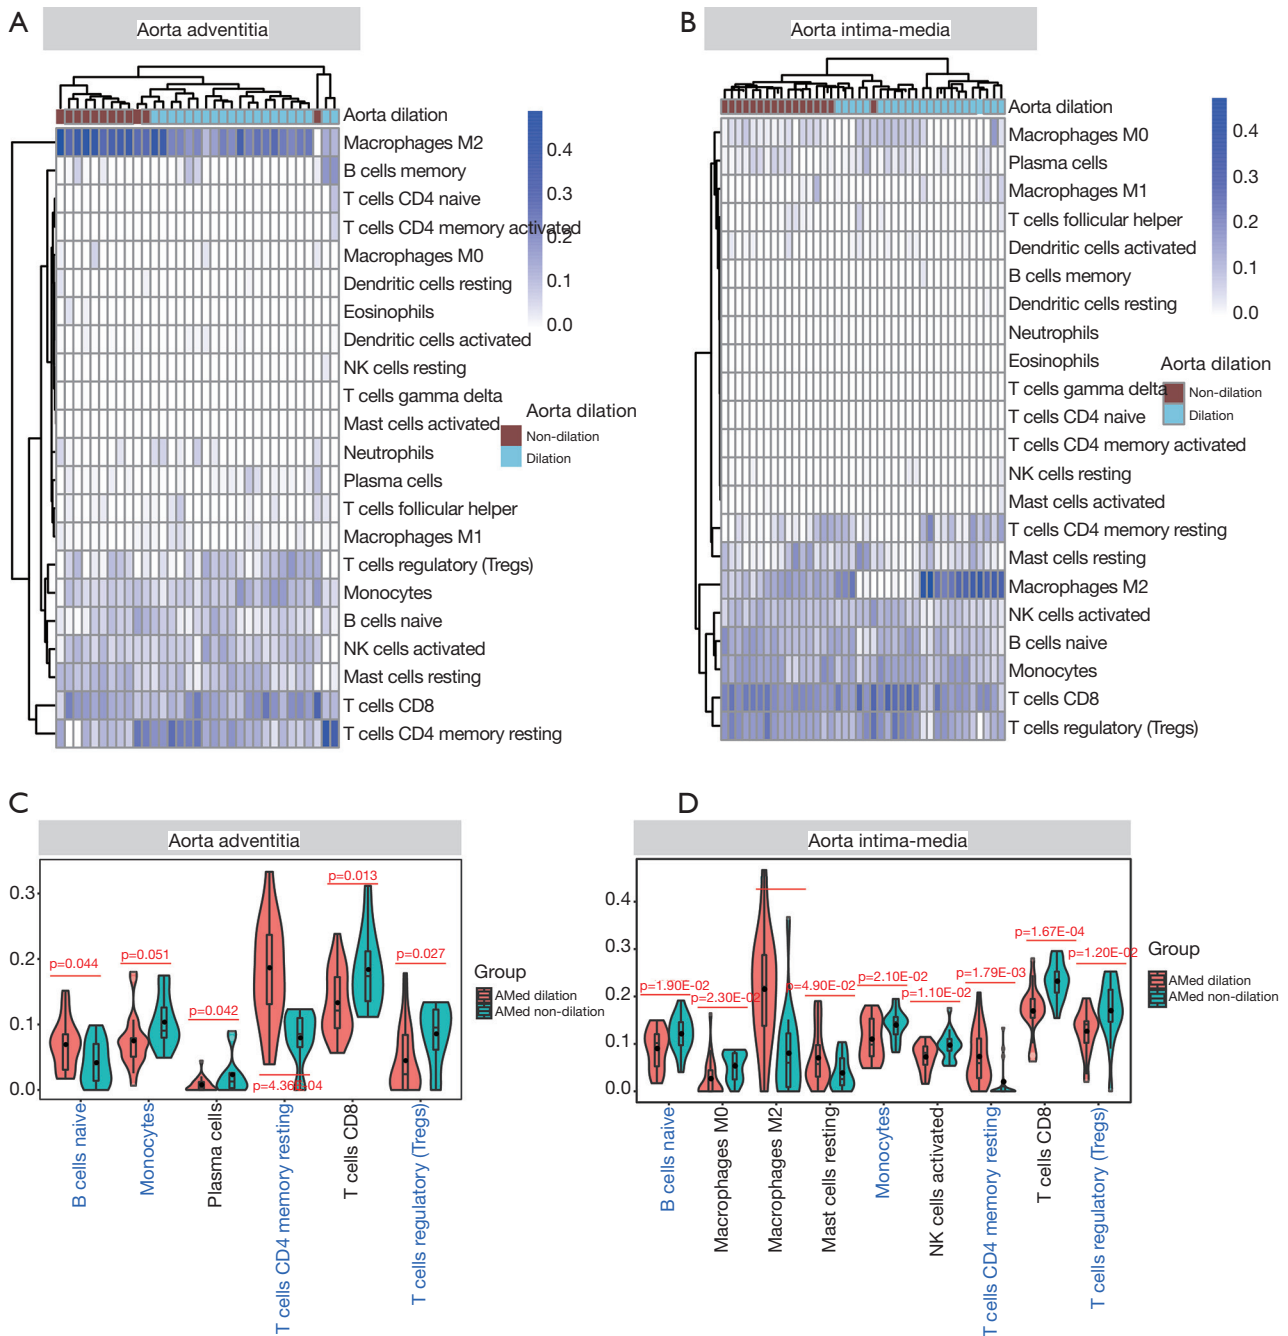 A
Aorta adventitia
Aorta dilation
Macrophages M2
B cells memory
T cells CD4 naive
T cells CD4 memory activated
Macrophages M0
Dendritic cells resting
Eosinophils
Dendritic cells activated
NK cells resting
T cells gamma delta
Mast cells activated
Neutrophils
Plasma cells
T cells follicular helper
Macrophages M1
T cells regulatory (Tregs)
Monocytes
B cells naive
NK cells activated
Mast cells resting
T cells CD8
T cells CD4 memory resting
0.4
0.3
0.2
0.1
0.0
Aorta dilation
Non-dilation
Dilation
B
Aorta intima-media
Aorta dilation
Macrophages M0
Plasma cells
Macrophages M1
T cells follicular helper
Dendritic cells activated
B cells memory
Dendritic cells resting
Neutrophils
Eosinophils
T cells gamma delta
T cells CD4 naive
T cells CD4 memory activated
NK cells resting
Mast cells activated
T cells CD4 memory resting
Mast cells resting
Macrophages M2
NK cells activated
B cells naive
Monocytes
T cells CD8
T cells regulatory (Tregs)
0.4
0.3
0.2
0.1
0.0
Aorta dilation
Non-dilation
Dilation
C
Aorta adventitia
0.3
0.2
0.1
0.0
p=0.044
p=0.051
p=0.042
p=4.36E-04
p=0.013
p=0.027
B cells naive
Monocytes
Plasma cells
T cells CD4 memory resting
T cells CD8
T cells regulatory (Tregs)
Group
AMed dilation
AMed non-dilation
D
Aorta intima-media
0.4
0.3
0.2
0.1
0.0
p=1.90E-02
p=2.30E-02
p=4.90E-02
p=2.10E-02
p=1.10E-02
p=1.79E-03
p=1.67E-04
p=1.20E-02
B cells naive
Macrophages M0
Macrophages M2
Mast cells resting
Monocytes
NK cells activated
T cells CD4 memory resting
T cells CD8
T cells regulatory (Tregs)
Group
AMed dilation
AMed non-dilation